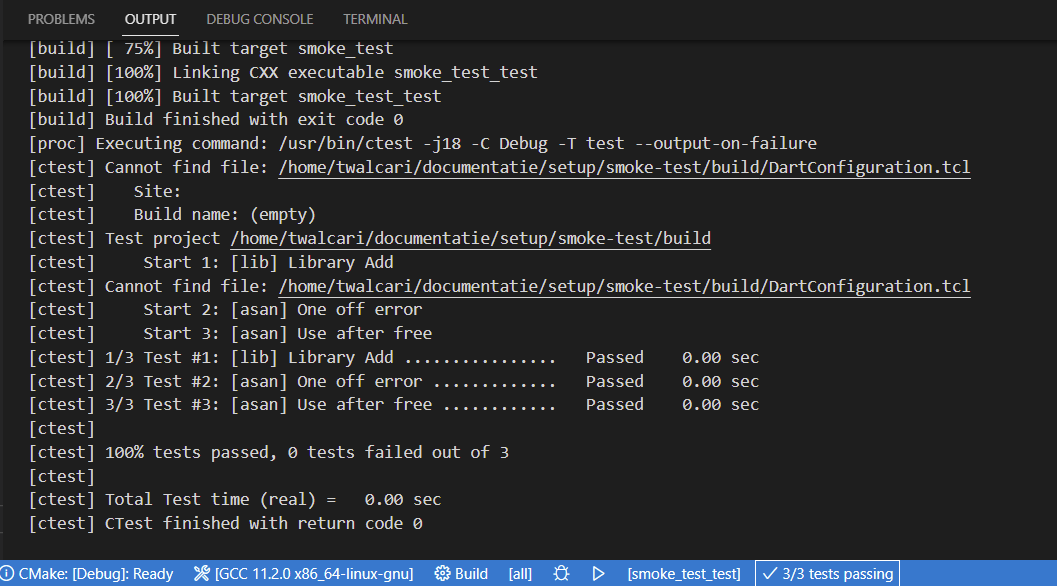 PROBLEMS OUTPUT DEBUG CONSOLE TERMINAL
[build] [ 75%] Built target smoke_test
[build] [100%] Linking CXX executable smoke_test_test
[build] [100%] Built target smoke_test_test
[build] Build finished with exit code 0
[proc] Executing command: /usr/bin/ctest -j18 -C Debug -T test --output-on-failure
[ctest] Cannot find file: /home/twalcari/documentatie/setup/smoke-test/build/DartConfiguration.tcl
[ctest]    Site:
[ctest]    Build name: (empty)
[ctest] Test project /home/twalcari/documentatie/setup/smoke-test/build
[ctest]     Start 1: [lib] Library Add
[ctest] Cannot find file: /home/twalcari/documentatie/setup/smoke-test/build/DartConfiguration.tcl
[ctest]     Start 2: [asan] One off error
[ctest]     Start 3: [asan] Use after free
[ctest] 1/3 Test #1: [lib] Library Add ................   Passed    0.00 sec
[ctest] 2/3 Test #2: [asan] One off error .............   Passed    0.00 sec
[ctest] 3/3 Test #3: [asan] Use after free ............   Passed    0.00 sec
[ctest]
[ctest] 100% tests passed, 0 tests failed out of 3
[ctest]
[ctest] Total Test time (real) =   0.00 sec
[ctest] CTest finished with return code 0
CMake: [Debug]: Ready [GCC 11.2.0 x86_64-linux-gnu] Build [all] [smoke_test_test] 3/3 tests passing